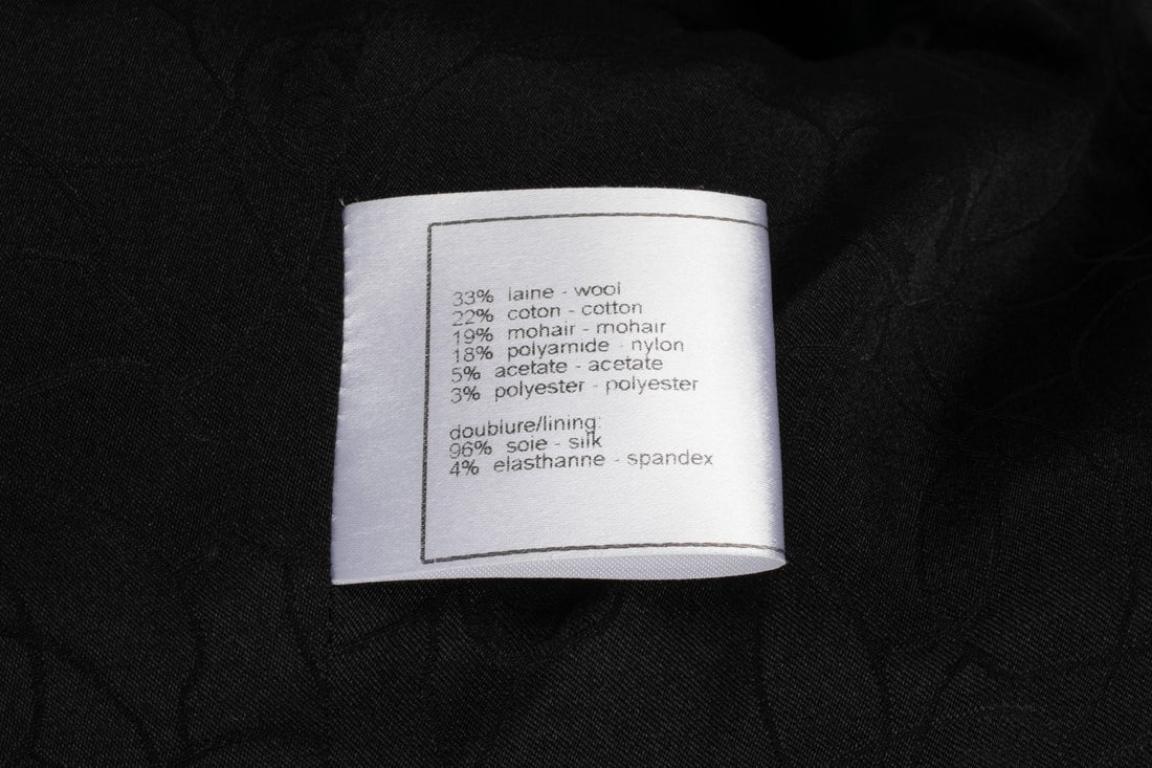 33% laine - wool
22% coton - cotton
19% mohair - mohair
18% polyamide - nylon
5% acetate - acetate
3% polyester - polyester
doublure/lining:
96% soie - silk
4% elasthanne - spandex